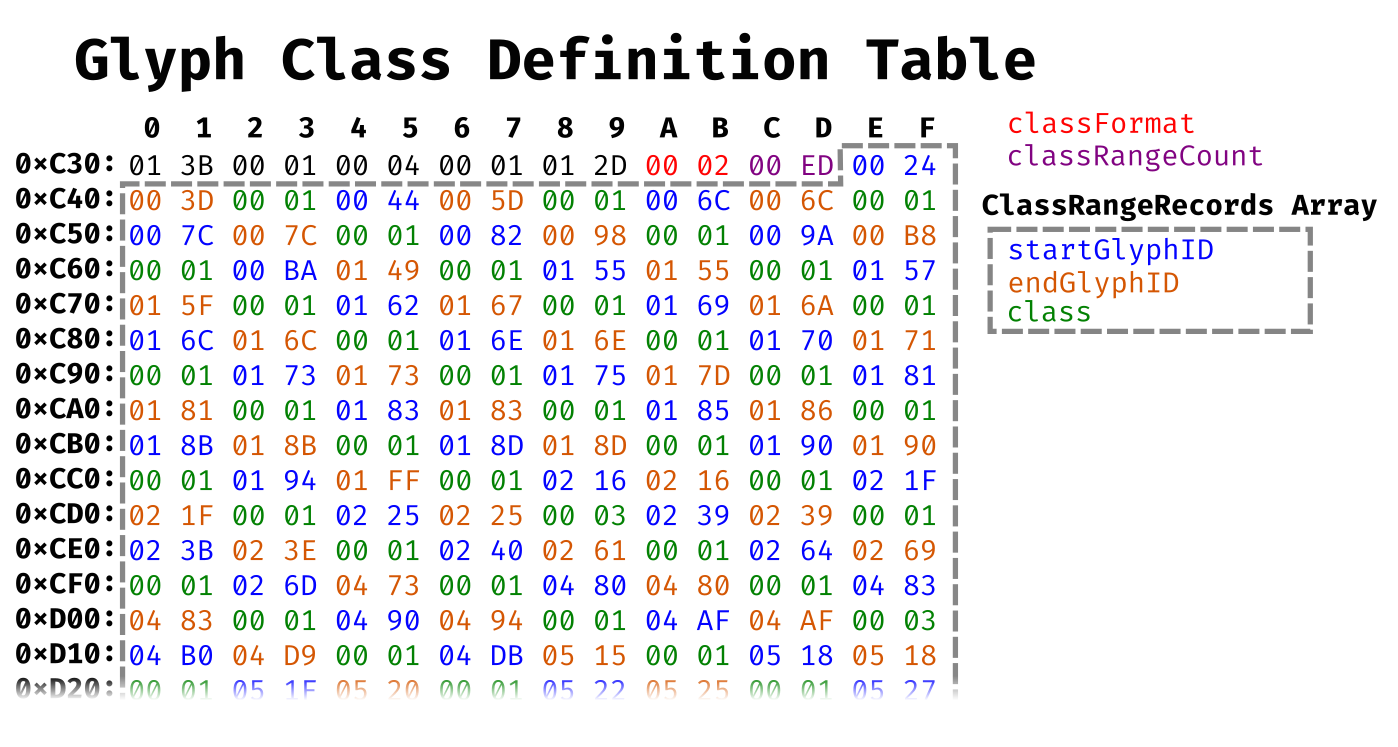 Glyph Class Definition Table
0 1 2 3 4 5 6 7 8 9 A B C D E F
0×C30: 01 3B 00 01 00 04 00 01 01 2D 00 02 00 ED 00 24
0×C40: 00 3D 00 01 00 44 00 5D 00 01 00 6C 00 6C 00 01
0×C50: 00 7C 00 7C 00 01 00 82 00 98 00 01 00 9A 00 B8
0×C60: 00 01 00 BA 01 49 00 01 01 55 01 55 00 01 01 57
0×C70: 01 5F 00 01 01 62 01 67 00 01 01 69 01 6A 00 01
0×C80: 01 6C 01 6C 00 01 01 6E 01 6E 00 01 01 70 01 71
0×C90: 00 01 01 73 01 73 00 01 01 75 01 7D 00 01 01 81
0×CA0: 01 81 00 01 01 83 01 83 00 01 01 85 01 86 00 01
0×CB0: 01 8B 01 8B 00 01 01 8D 01 8D 00 01 01 90 01 90
0×CC0: 00 01 01 94 01 FF 00 01 02 16 02 16 00 01 02 1F
0×CD0: 02 1F 00 01 02 25 02 25 00 03 02 39 02 39 00 01
0×CE0: 02 3B 02 3E 00 01 02 40 02 61 00 01 02 64 02 69
0×CF0: 00 01 02 6D 04 73 00 01 04 80 04 80 00 01 04 83
0×D00: 04 83 00 01 04 90 04 94 00 01 04 AF 04 AF 00 03
0×D10: 04 B0 04 D9 00 01 04 DB 05 15 00 01 05 18 05 18
0×D20: 00 01 05 05 20 00 01 05 22 05 25 00 01 05 27
classFormat
classRangeCount
ClassRangeRecords Array
startGlyphID
endGlyphID
class